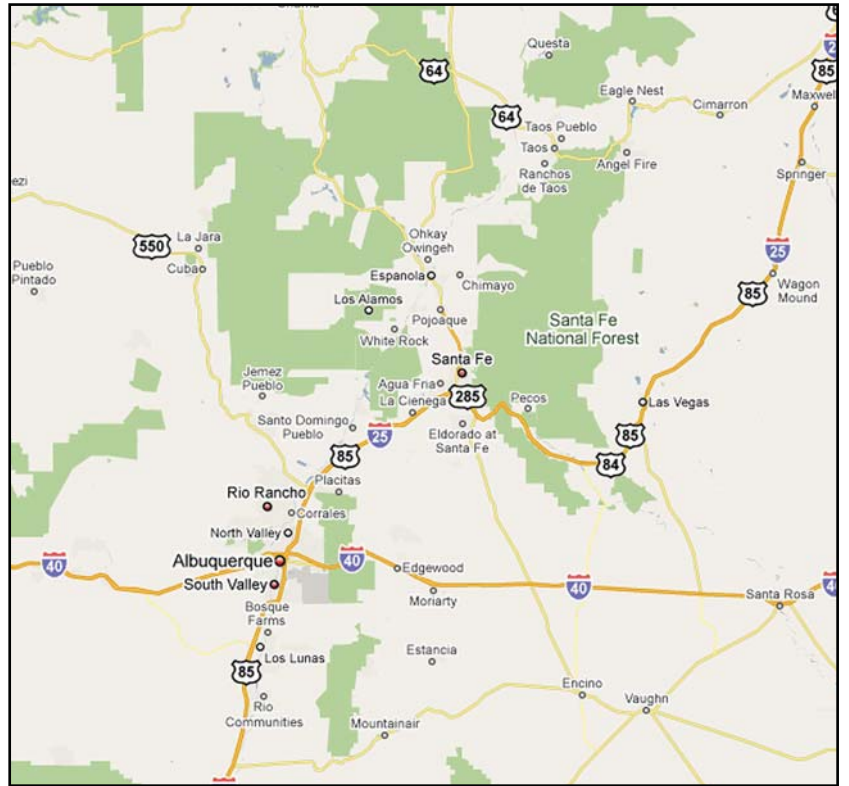 Questa
64
85
Eagle Nest
Cimarron
Maxwell
64
Taos Pueblo
Taos
Angel Fire
Ranchos
de Taos
Springer
ezi
La Jara
550
Ohkay
Owingeh
25
Cuba
Pueblo
Pintado
Espanola
Chimayo
Wagon
Mound
85
Los Alamos
Pojoaque
Santa Fe
National Forest
White Rock
Santa Fe
Jemez
Pueblo
Agua Fria
285
Pecos
La Cienega
Las Vegas
Santo Domingo
Pueblo
25
Eldorado at
Santa Fe
85
85
84
Placitas
Rio Rancho
Corrales
North Valley
Albuquerque
40
40
Edgewood
40
South Valley
Moriarty
Santa Rosa
Bosque
Farms
Los Lunas
Estancia
85
Encino
Vaughn
Rio
Communities
Mountainair